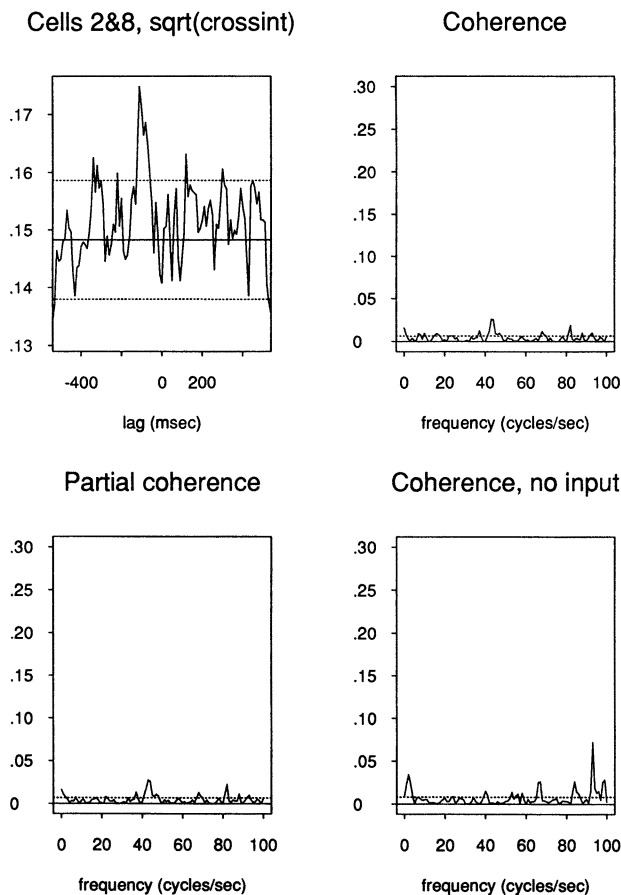 Cells 2&8, sqrt(crossint)
.17
.16
.15
.14
.13
-400 0 200
lag (msec)
Coherence
.30
.25
.20
.15
.10
.05
0
0 20 40 60 80 100
frequency (cycles/sec)
Partial coherence
.30
.25
.20
.15
.10
.05
0
0 20 40 60 80 100
frequency (cycles/sec)
Coherence, no input
.30
.25
.20
.15
.10
.05
0
0 20 40 60 80 100
frequency (cycles/sec)